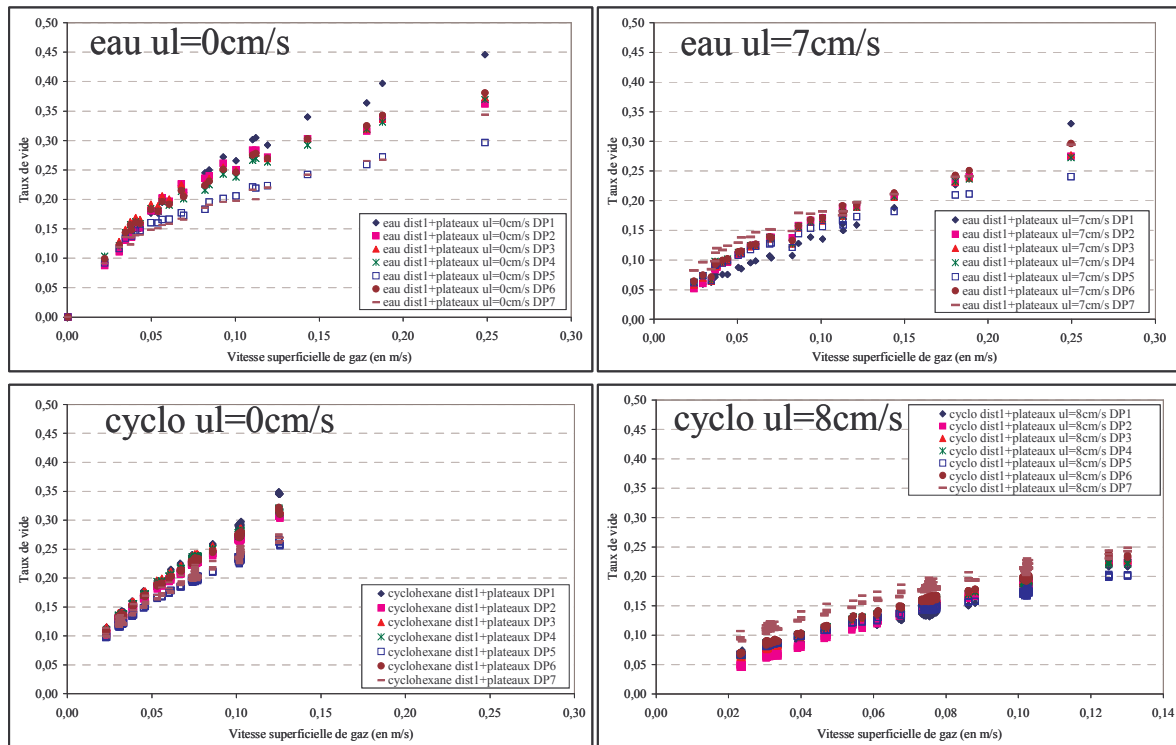 eau ul=0cm/s
Taux de vide
0,50
0,45
0,40
0,35
0,30
0,25
0,20
0,15
0,10
0,05
0,00
eau dist1+plateaux ul=0cm/s DP1
eau dist1+plateaux ul=0cm/s DP2
eau dist1+plateaux ul=0cm/s DP3
eau dist1+plateaux ul=0cm/s DP4
eau dist1+plateaux ul=0cm/s DP5
eau dist1+plateaux ul=0cm/s DP6
eau dist1+plateaux ul=0cm/s DP7
0,00 0,05 0,10 0,15 0,20 0,25 0,30
Vitesse superficielle de gaz (en m/s)
eau ul=7cm/s
Taux de vide
0,50
0,45
0,40
0,35
0,30
0,25
0,20
0,15
0,10
0,05
0,00
eau dist1+plateaux ul=7cm/s DP1
eau dist1+plateaux ul=7cm/s DP2
eau dist1+plateaux ul=7cm/s DP3
eau dist1+plateaux ul=7cm/s DP4
eau dist1+plateaux ul=7cm/s DP5
eau dist1+plateaux ul=7cm/s DP6
eau dist1+plateaux ul=7cm/s DP7
0,00 0,05 0,10 0,15 0,20 0,25 0,30
Vitesse superficielle de gaz (en m/s)
cyclo ul=0cm/s
Taux de vide
0,50
0,45
0,40
0,35
0,30
0,25
0,20
0,15
0,10
0,05
0,00
cyclohexane dist1+plateaux DP1
cyclohexane dist1+plateaux DP2
cyclohexane dist1+plateaux DP3
cyclohexane dist1+plateaux DP4
cyclohexane dist1+plateaux DP5
cyclohexane dist1+plateaux DP6
cyclohexane dist1+plateaux DP7
0,00 0,05 0,10 0,15 0,20 0,25 0,30
Vitesse superficielle de gaz (en m/s)
cyclo ul=8cm/s
Taux de vide
0,50
0,45
0,40
0,35
0,30
0,25
0,20
0,15
0,10
0,05
0,00
cyclo dist1+plateaux ul=8cm/s DP1
cyclo dist1+plateaux ul=8cm/s DP2
cyclo dist1+plateaux ul=8cm/s DP3
cyclo dist1+plateaux ul=8cm/s DP4
cyclo dist1+plateaux ul=8cm/s DP5
cyclo dist1+plateaux ul=8cm/s DP6
cyclo dist1+plateaux ul=8cm/s DP7
0,00 0,02 0,04 0,06 0,08 0,10 0,12 0,14
Vitesse superficielle de gaz (en m/s)